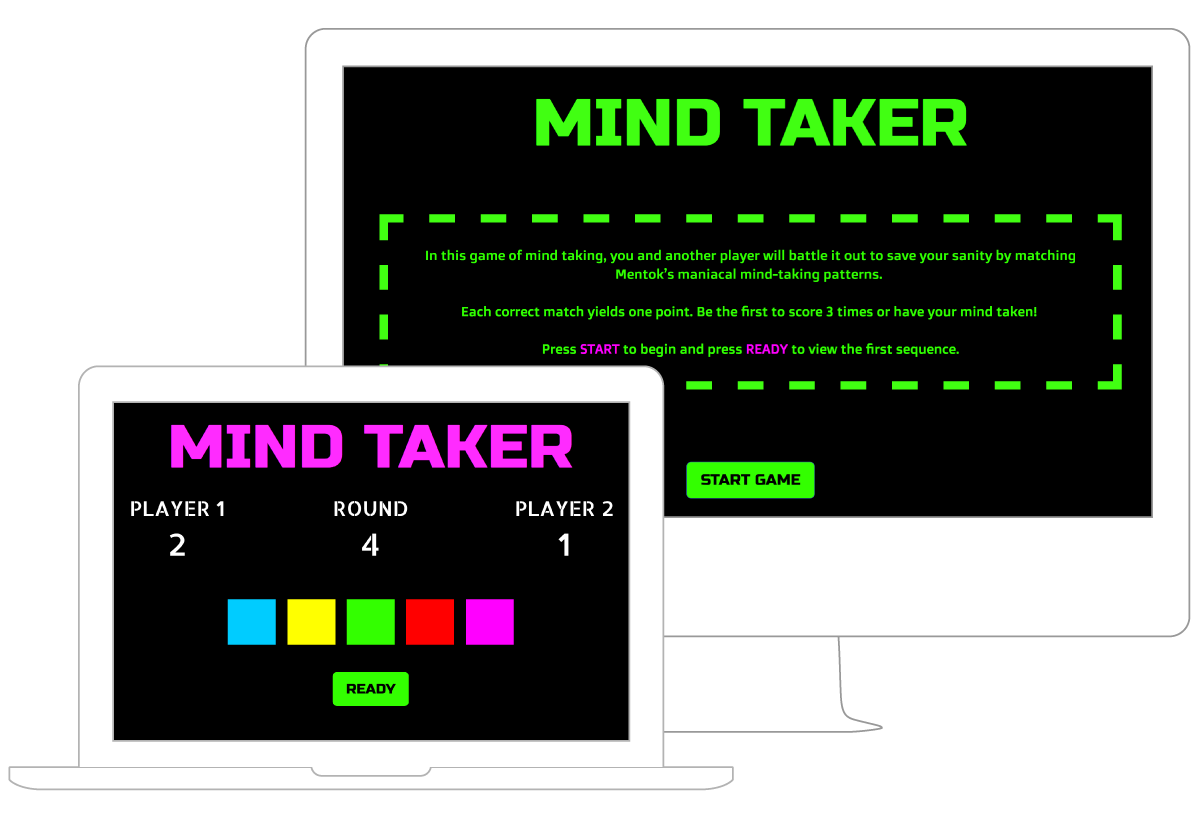 MIND TAKER
In this game of mind taking, you and another player will battle it out to save your sanity by matching
Mentok’s maniacal mind-taking patterns.
Each correct match yields one point. Be the first to score 3 times or have your mind taken!
Press START to begin and press READY to view the first sequence.
START GAME
MIND TAKER
PLAYER 1 ROUND PLAYER 2
2 4 1
READY